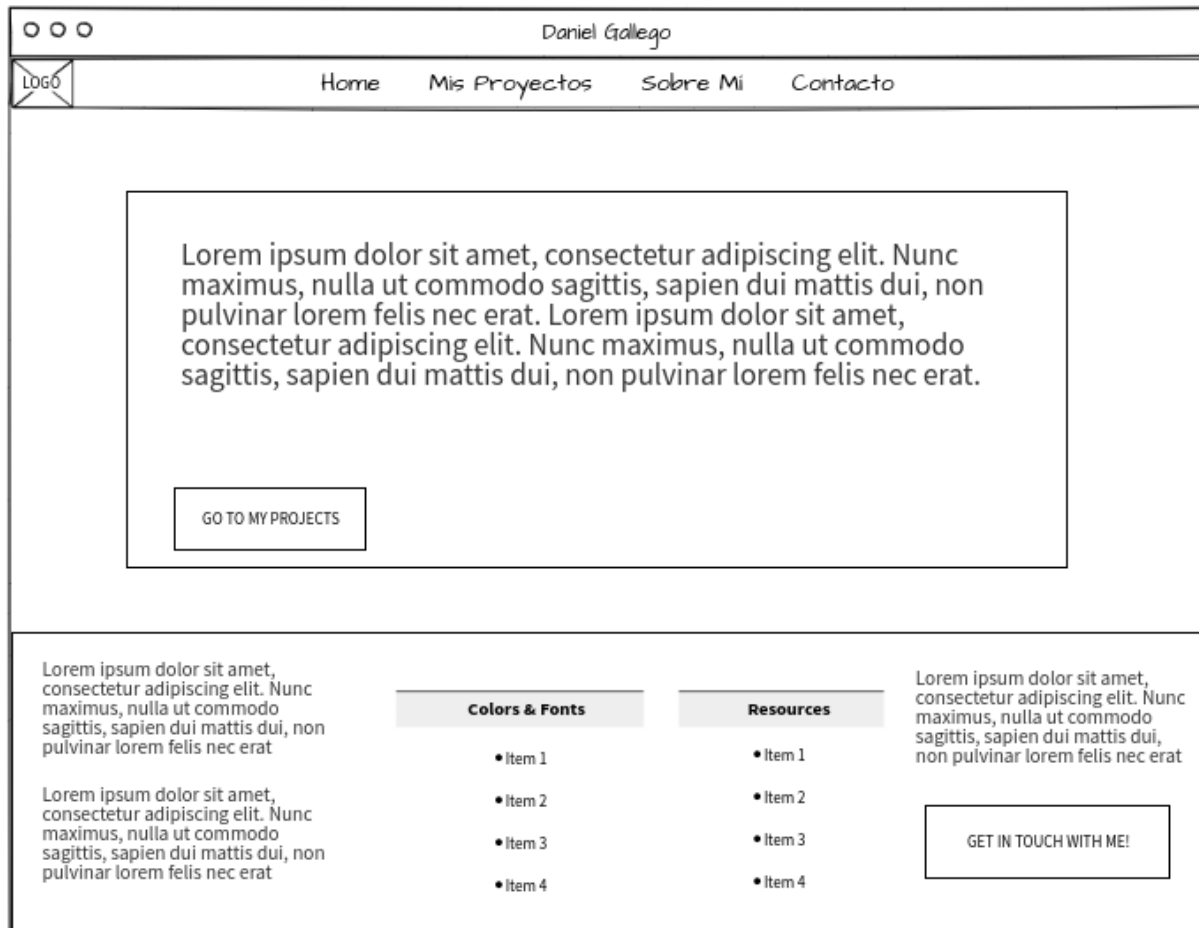 Daniel Gallego
LOGO
Home Mis Proyectos Sobre Mí Contacto
Lorem ipsum dolor sit amet, consectetur adipiscing elit. Nunc
maximus, nulla ut commodo sagittis, sapien dui mattis dui, non
pulvinar lorem felis nec erat. Lorem ipsum dolor sit amet,
consectetur adipiscing elit. Nunc maximus, nulla ut commodo
sagittis, sapien dui mattis dui, non pulvinar lorem felis nec erat.
GO TO MY PROJECTS
Lorem ipsum dolor sit amet,
consectetur adipiscing elit. Nunc
maximus, nulla ut commodo
sagittis, sapien dui mattis dui, non
pulvinar lorem felis nec erat
Lorem ipsum dolor sit amet,
consectetur adipiscing elit. Nunc
maximus, nulla ut commodo
sagittis, sapien dui mattis dui, non
pulvinar lorem felis nec erat
Colors & Fonts
• Item 1
• Item 2
• Item 3
• Item 4
Resources
• Item 1
• Item 2
• Item 3
• Item 4
Lorem ipsum dolor sit amet,
consectetur adipiscing elit. Nunc
maximus, nulla ut commodo
sagittis, sapien dui mattis dui,
non pulvinar lorem felis nec erat
GET IN TOUCH WITH ME!